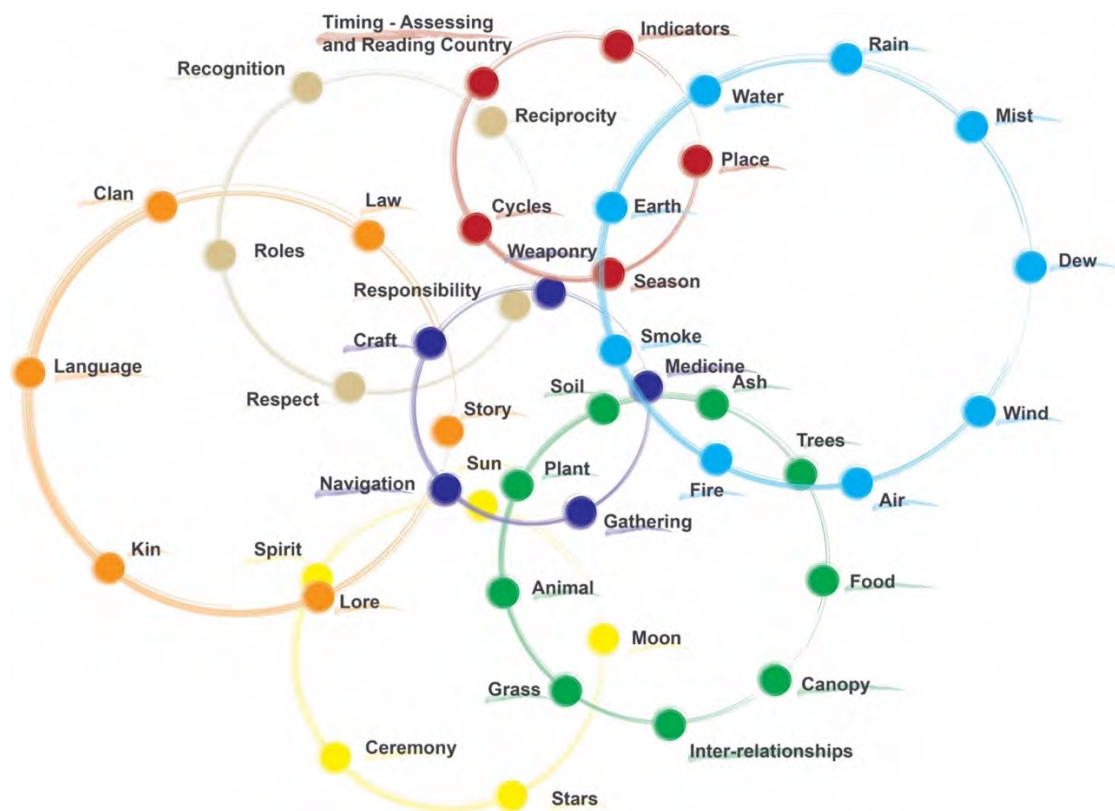 Timing - Assessing
and Reading Country
Indicators
Rain
Recognition
Water
Reciprocity
Mist
Place
Clan
Law
Cycles
Earth
Weaponry
Roles
Dew
Responsibility
Season
Craft
Smoke
Language
Medicine
Soil
Ash
Respect
Story
Wind
Trees
Sun
Plant
Navigation
Fire
Air
Gathering
Kin
Spirit
Animal
Food
Lore
Moon
Grass
Canopy
Ceremony
Inter-relationships
Stars